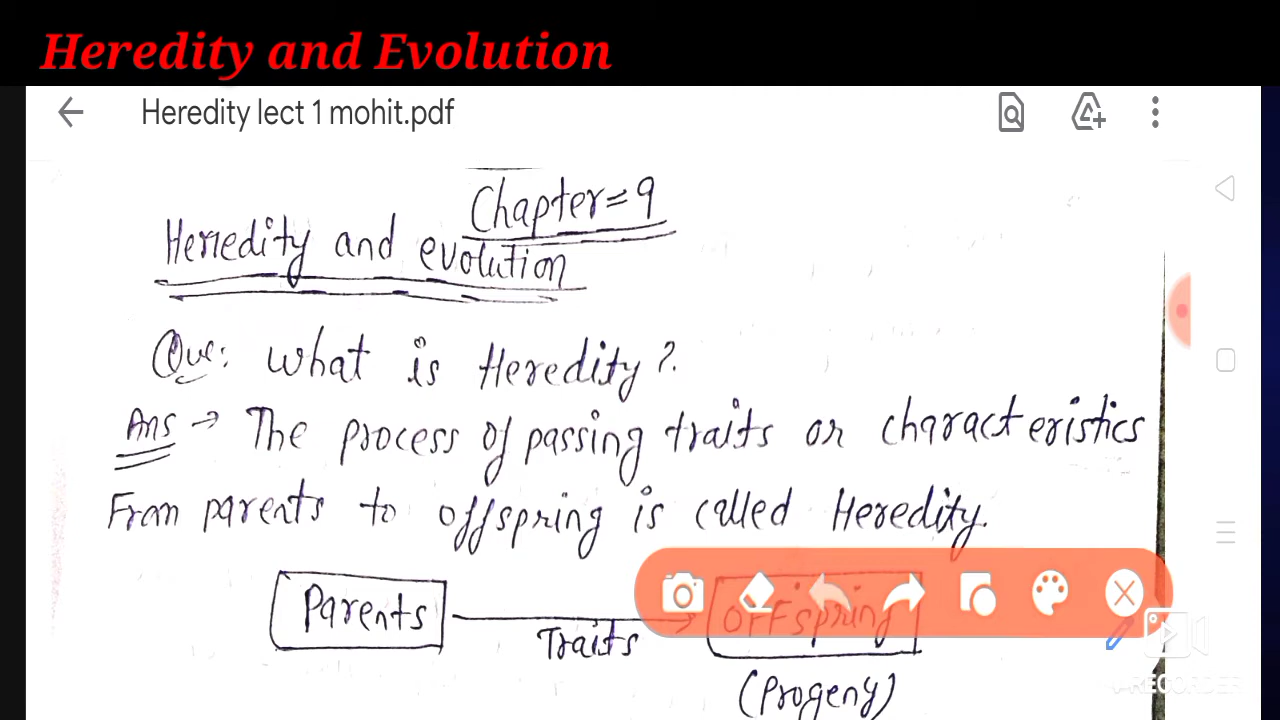 Heredity and Evolution
Heredity lect 1 mohit.pdf
Chapter=9
Heredity and evolution
Que: What is Heredity?
Ans → The process of passing traits or characteristics
From parents to offspring is called Heredity.
Parents
Traits
Offspring
(Progeny)
RECORDER